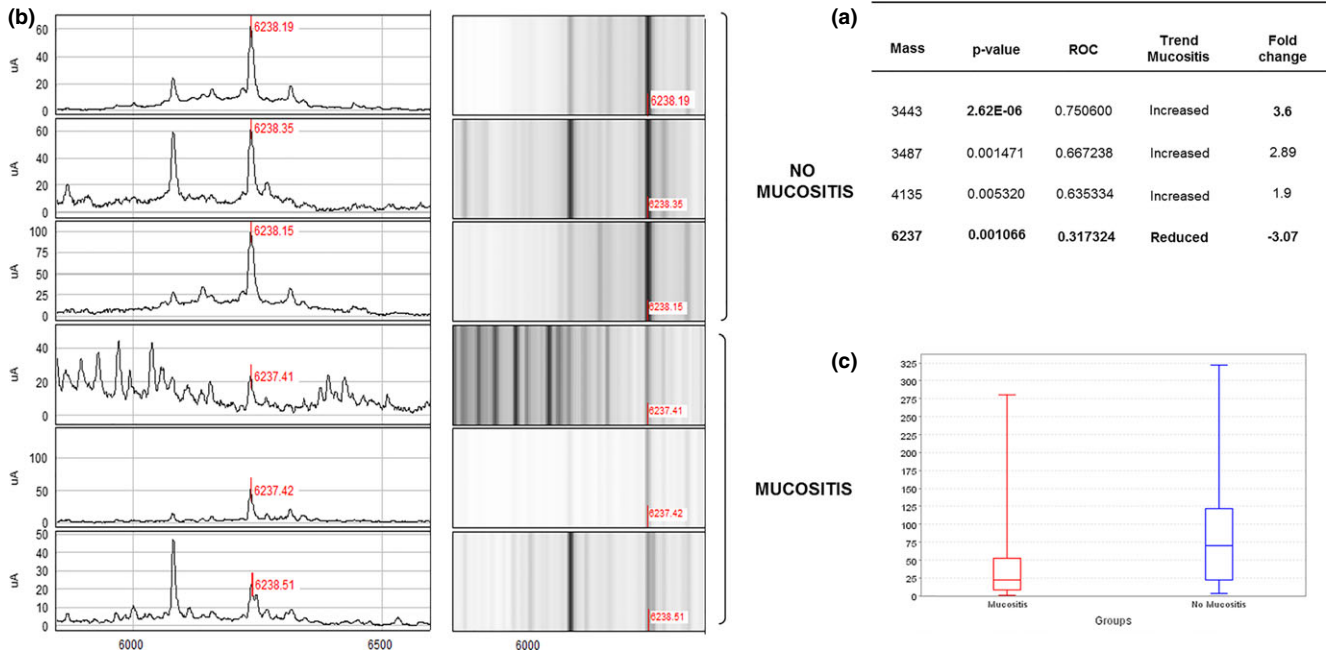 (b)
60
40
20
0
uA
6238.19
6238.19
60
40
20
0
uA
6238.35
6238.35
100
75
50
25
0
uA
6238.15
6238.15
40
20
0
uA
6237.41
6237.41
100
50
0
uA
6237.42
6237.42
50
40
30
20
10
0
uA
6238.51
6238.51
6000 6500
6000
NO
MUCOSITIS
MUCOSITIS
(a)
Mass p-value ROC Trend Mucositis Fold change
3443 2.62E-06 0.750600 Increased 3.6
3487 0.001471 0.667238 Increased 2.89
4135 0.005320 0.635334 Increased 1.9
6237 0.001066 0.317324 Reduced -3.07
(c)
325
300
275
250
225
200
175
150
125
100
75
50
25
0
Mucositis No Mucositis
Groups